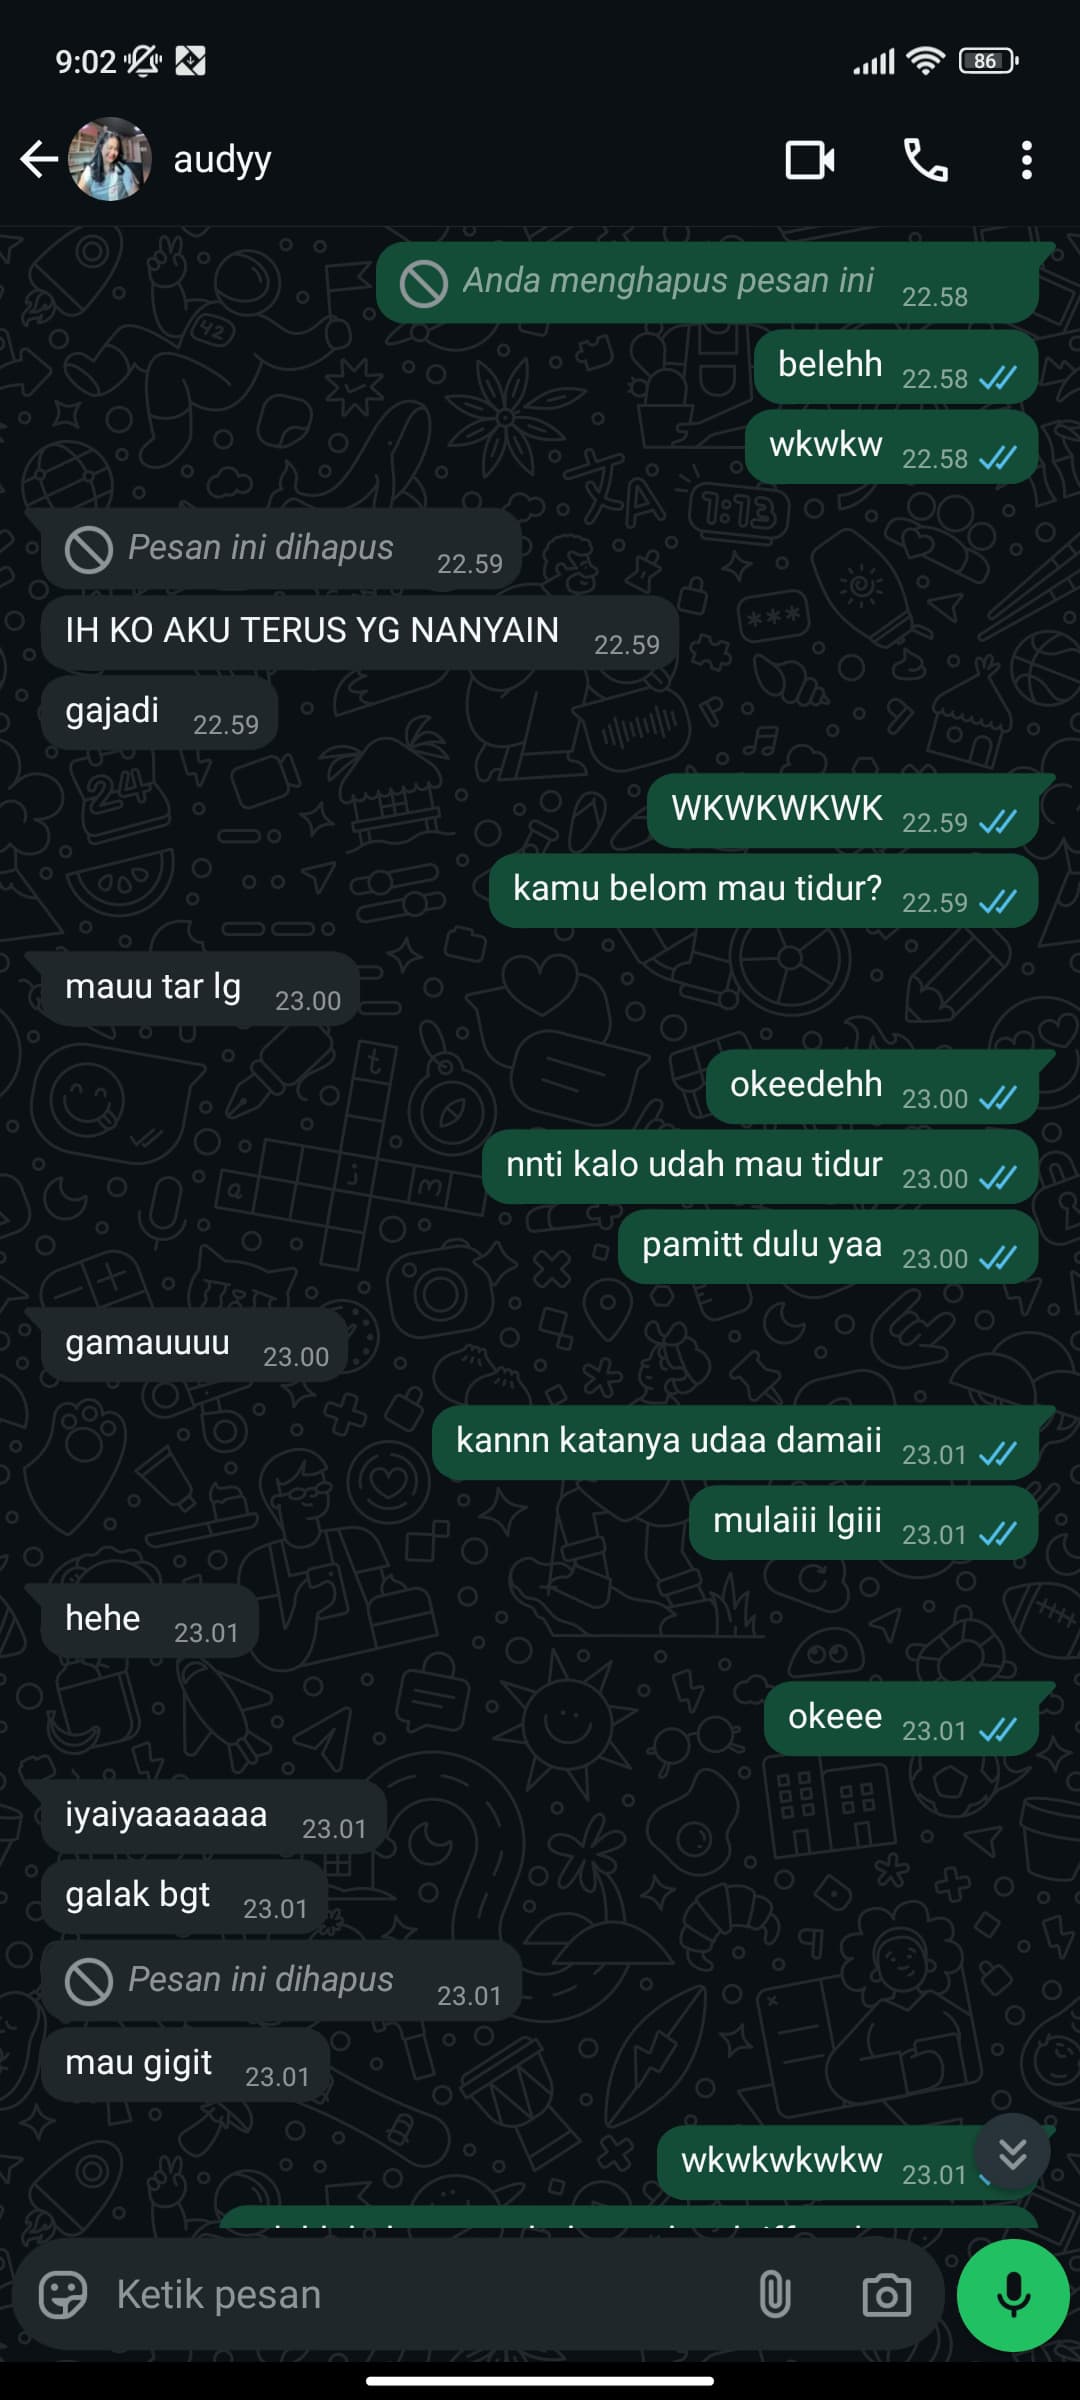 9:02
86
audyy
Anda menghapus pesan ini 22.58
belehh 22.58
wkwkw 22.58
Pesan ini dihapus 22.59
IH KO AKU TERUS YG NANYAIN 22.59
gajadi 22.59
WKWKWKWK 22.59
kamu belom mau tidur? 22.59
mauu tar lg 23.00
okeedehh 23.00
nnti kalo udah mau tidur 23.00
pamitt dulu yaa 23.00
gamauuuu 23.00
kannn katanya udaa damaii 23.01
mulaiii lgiii 23.01
hehe 23.01
okeee 23.01
iyaiyaaaaaaa 23.01
galak bgt 23.01
Pesan ini dihapus 23.01
mau gigit 23.01
wkwkwkwkw 23.01
Ketik pesan